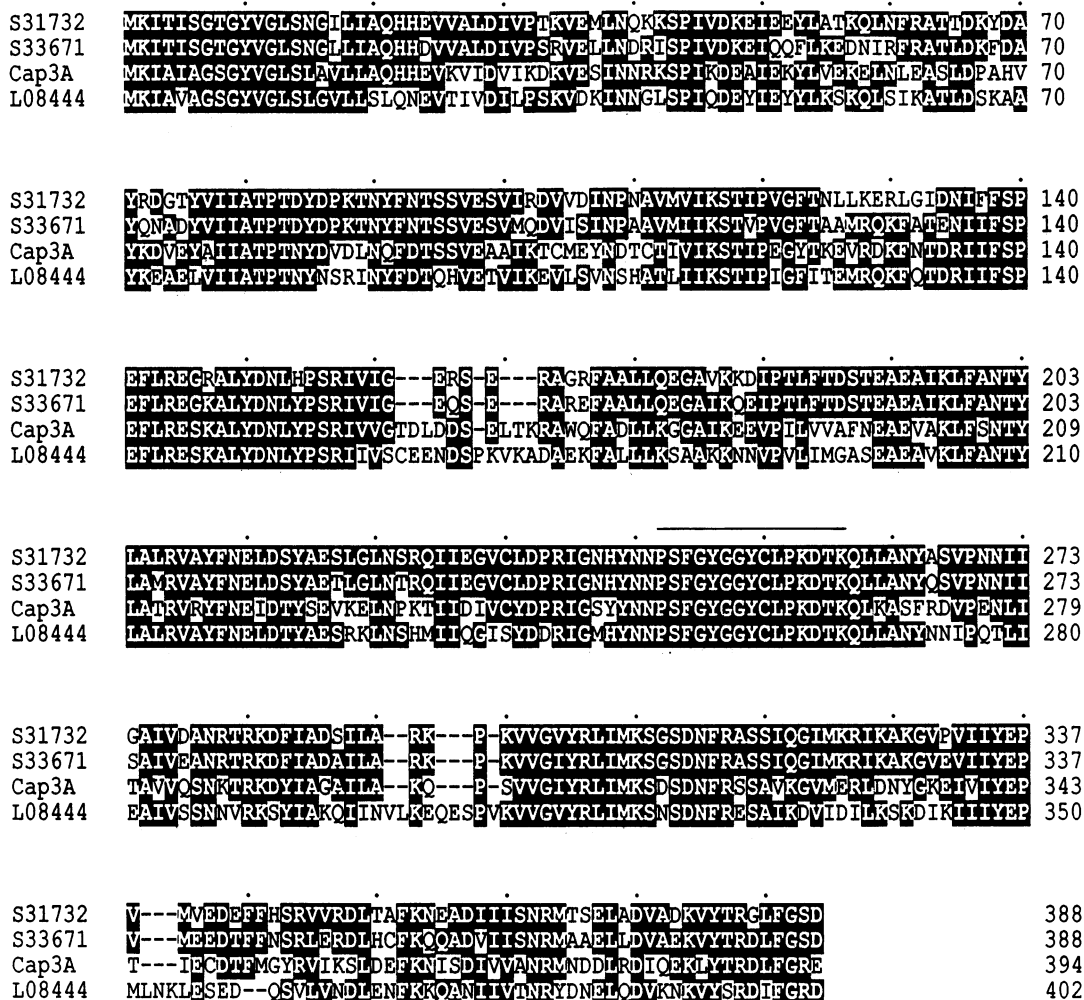 S31732 MKITISGTGYVGLSNGILIAQHHEVVALDIVPTKVEMLNQKKSPIVDKEIEEYLATKQLNFRATTDKYDA 70
S33671 MKITISGTGYVGLSNGLLIAQHHDVVALDIVPSRVELLNDRISPIVDKEIQQFLKEDNIRFRATLDKFDA 70
Cap3A MKIAIAGSGYVGLSLAVLLAQHHEVKVIDVIKDKVESINNRKSPIKDEAIEKYLVEKELNLEASLDPAHV 70
L08444 MKIAVAGSGYVGLSLGVLLSLQNEVTIVDILPSKVDKINNGLSPIQDEYIEYYLKSKQLSIKATLDSKAA 70
S31732 YRDGTYVIIATPTDYDPKTNYFNTSSVESVIRDVVDINPNAVMVIKSTIPVGFTNLLKERLGIDNIFFSP 140
S33671 YQNADYVIIATPTDYDPKTNYFNTSSVESVMQDVISINPAAVMIIKSTVPVGFTAAMRQKFATENIIFSP 140
Cap3A YKDVEYAIIATPTNYDVDLNQFDTSSVEAAIKTCMEYNDTCTIVIKSTIPEGYTKEVRDKFNTDRIIFSP 140
L08444 YKEAELVIIATPTNYNSRINYFDTQHVETVIKEVLSVNSHATLIIKSTIPIGFITEMRQKFQTDRIIFSP 140
S31732 EFLREGRALYDNLHPSRIVIG---ERS-E---RAGRFAALLQEGAVKKDIPTLFTDSTEAEAIKLFANTY 203
S33671 EFLREGKALYDNLYPSRIVIG---EQS-E---RAREFAALLQEGAIKQEIPTLFTDSTEAEAIKLFANTY 203
Cap3A EFLRESKALYDNLYPSRIVVGTDLDDS-ELTKRAWQFADLLKGGAIKEEVPILVVAFNEAEVAKLFSNTY 209
L08444 EFLRESKALYDNLYPSRIIVSCEENDSPKVKADAEKFALLLKSAAKKNNVPVLIMGASEAEAVKLFANTY 210
S31732 LALRVAYFNELDSYAESLGLNSRQIIEGVCLDPRIGNHYNNPSFGYGGYCLPKDTKQLLANYASVPNNII 273
S33671 LAMRVAYFNELDSYAETLGLNTRQIIEGVCLDPRIGNHYNNPSFGYGGYCLPKDTKQLLANYQSVPNNII 273
Cap3A LATRVRYFNEIDTYSEVKELNPKTIIDIVCYDPRIGSYYNNPSFGYGGYCLPKDTKQLKASFRDVPENLI 279
L08444 LALRVAYFNELDTYAESRKLNSHMIIQGISYDDRIGMHYNNPSFGYGGYCLPKDTKQLLANYNNIPQTLI 280
S31732 GAIVDANRTRKDFIADSILA--RK---P-KVVGVYRLIMKSGSDNFRASSIQGIMKRIKAKGVPVIIYEP 337
S33671 SAIVEANRTRKDFIADAILA--RK---P-KVVGIYRLIMKSGSDNFRASSIQGIMKRIKAKGVEVIIYEP 337
Cap3A TAVVQSNKTRKDYIAGAILA--KQ---P-SVVGIYRLIMKSDSDNFRSSAVKGVMERLDNYGKEIVIYEP 343
L08444 EAIVSSNNVRKSYIAKQIINVLKEQESPVKVVGVYRLIMKSNSDNFRESAIKDVIDILKSKDIKIIIYEP 350
S31732 V---MVEDEFFHSRVVRDLTAFKNEADIIISNRMTSELADVADKVYTRGLFGSD 388
S33671 V---MEEDTFFNSRLERDLHCFKQQADVIISNRMAAELLDVAEKVYTRDLFGSD 388
Cap3A T---IECDTFMGYRVIKSLDEFKNISDIVVANRMNDDLRDIQEKLYTRDLFGRE 394
L08444 MLNKLESED--QSVLVNDLENFKKQANIIVTNRYDNELQDVKNKVYSRDIFGRD 402